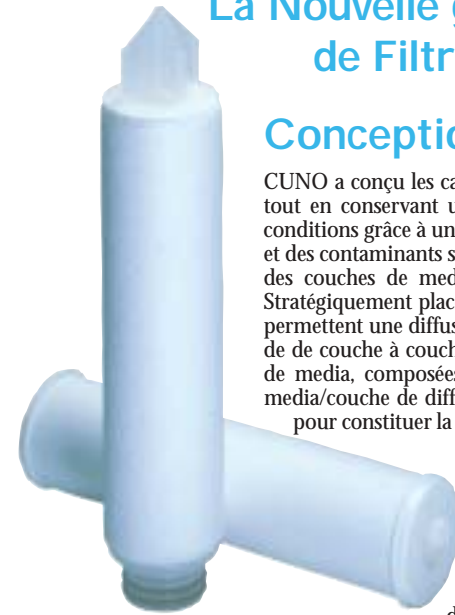 La Nouvelle
de Filtr
Conceptio
CUNO a conçu les ca
tout en conservant u
conditions grâce à un
et des contaminants s
des couches de med
Stratégiquement plac
permettent une diffus
de de couche à couch
de media, composées
media/couche de diff
pour constituer la
d